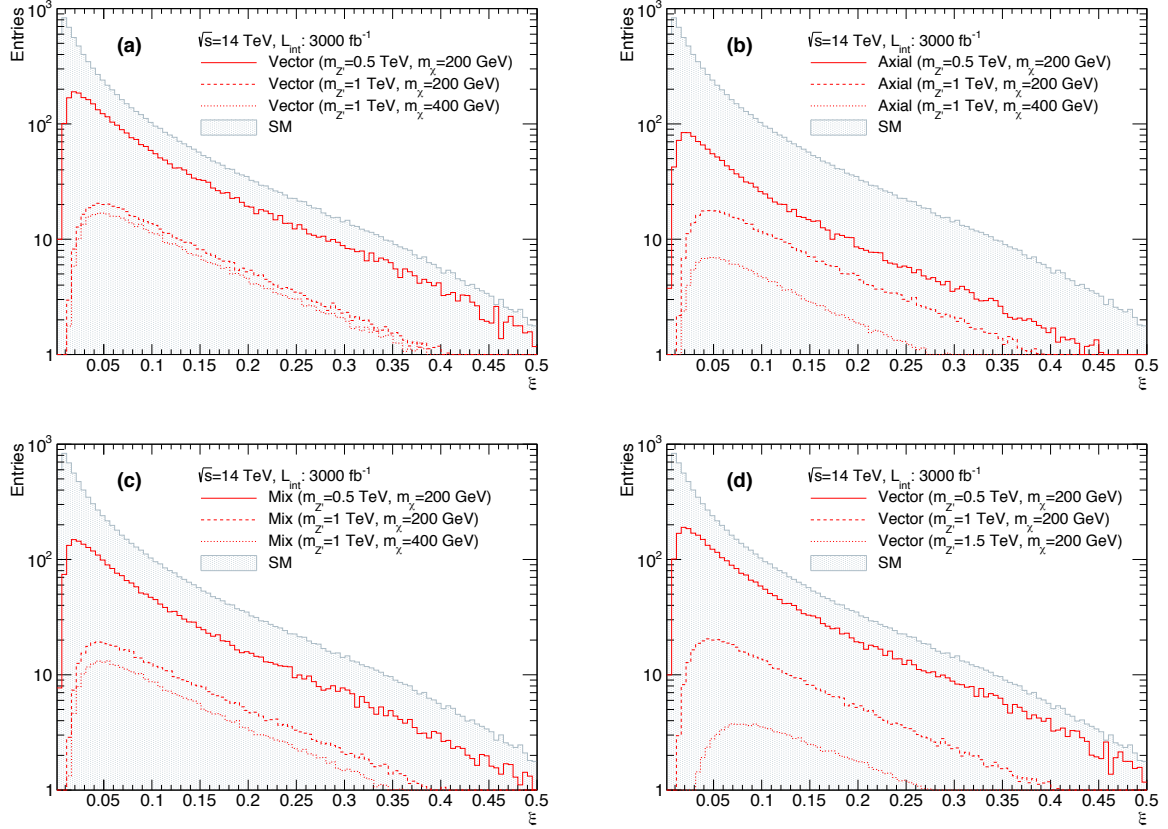 Entries
10³
10²
10
1
(a)
√s=14 TeV, L_int: 3000 fb⁻¹
Vector (m_Z'=0.5 TeV, m_χ=200 GeV)
Vector (m_Z'=1 TeV, m_χ=200 GeV)
Vector (m_Z'=1 TeV, m_χ=400 GeV)
SM
0.05 0.1 0.15 0.2 0.25 0.3 0.35 0.4 0.45 0.5
ξ
Entries
10³
10²
10
1
(b)
√s=14 TeV, L_int: 3000 fb⁻¹
Axial (m_Z'=0.5 TeV, m_χ=200 GeV)
Axial (m_Z'=1 TeV, m_χ=200 GeV)
Axial (m_Z'=1 TeV, m_χ=400 GeV)
SM
0.05 0.1 0.15 0.2 0.25 0.3 0.35 0.4 0.45 0.5
ξ
Entries
10³
10²
10
1
(c)
√s=14 TeV, L_int: 3000 fb⁻¹
Mix (m_Z'=0.5 TeV, m_χ=200 GeV)
Mix (m_Z'=1 TeV, m_χ=200 GeV)
Mix (m_Z'=1 TeV, m_χ=400 GeV)
SM
0.05 0.1 0.15 0.2 0.25 0.3 0.35 0.4 0.45 0.5
ξ
Entries
10³
10²
10
1
(d)
√s=14 TeV, L_int: 3000 fb⁻¹
Vector (m_Z'=0.5 TeV, m_χ=200 GeV)
Vector (m_Z'=1 TeV, m_χ=200 GeV)
Vector (m_Z'=1.5 TeV, m_χ=200 GeV)
SM
0.05 0.1 0.15 0.2 0.25 0.3 0.35 0.4 0.45 0.5
ξ